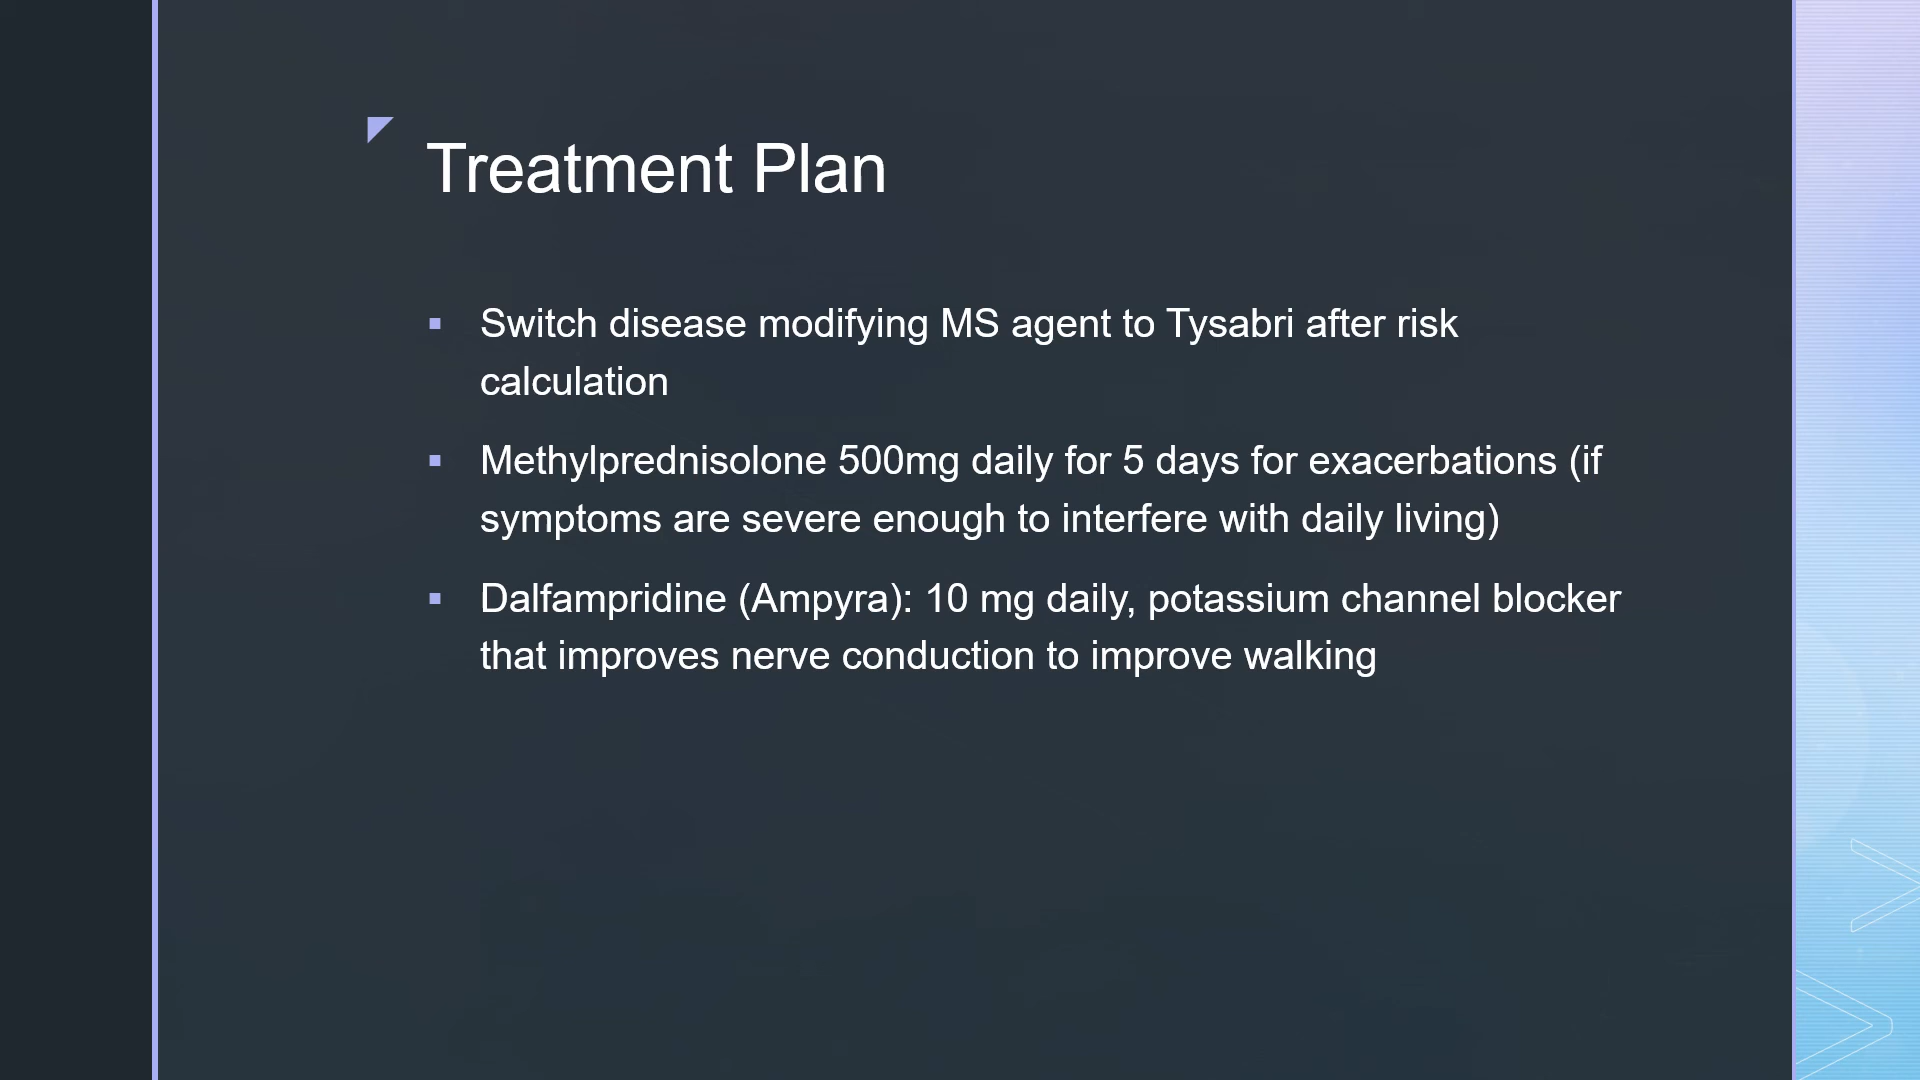 Treatment Plan
Switch disease modifying MS agent to Tysabri after risk
calculation
Methylprednisolone 500mg daily for 5 days for exacerbations (if
symptoms are severe enough to interfere with daily living)
Dalfampridine (Ampyra): 10 mg daily, potassium channel blocker
that improves nerve conduction to improve walking